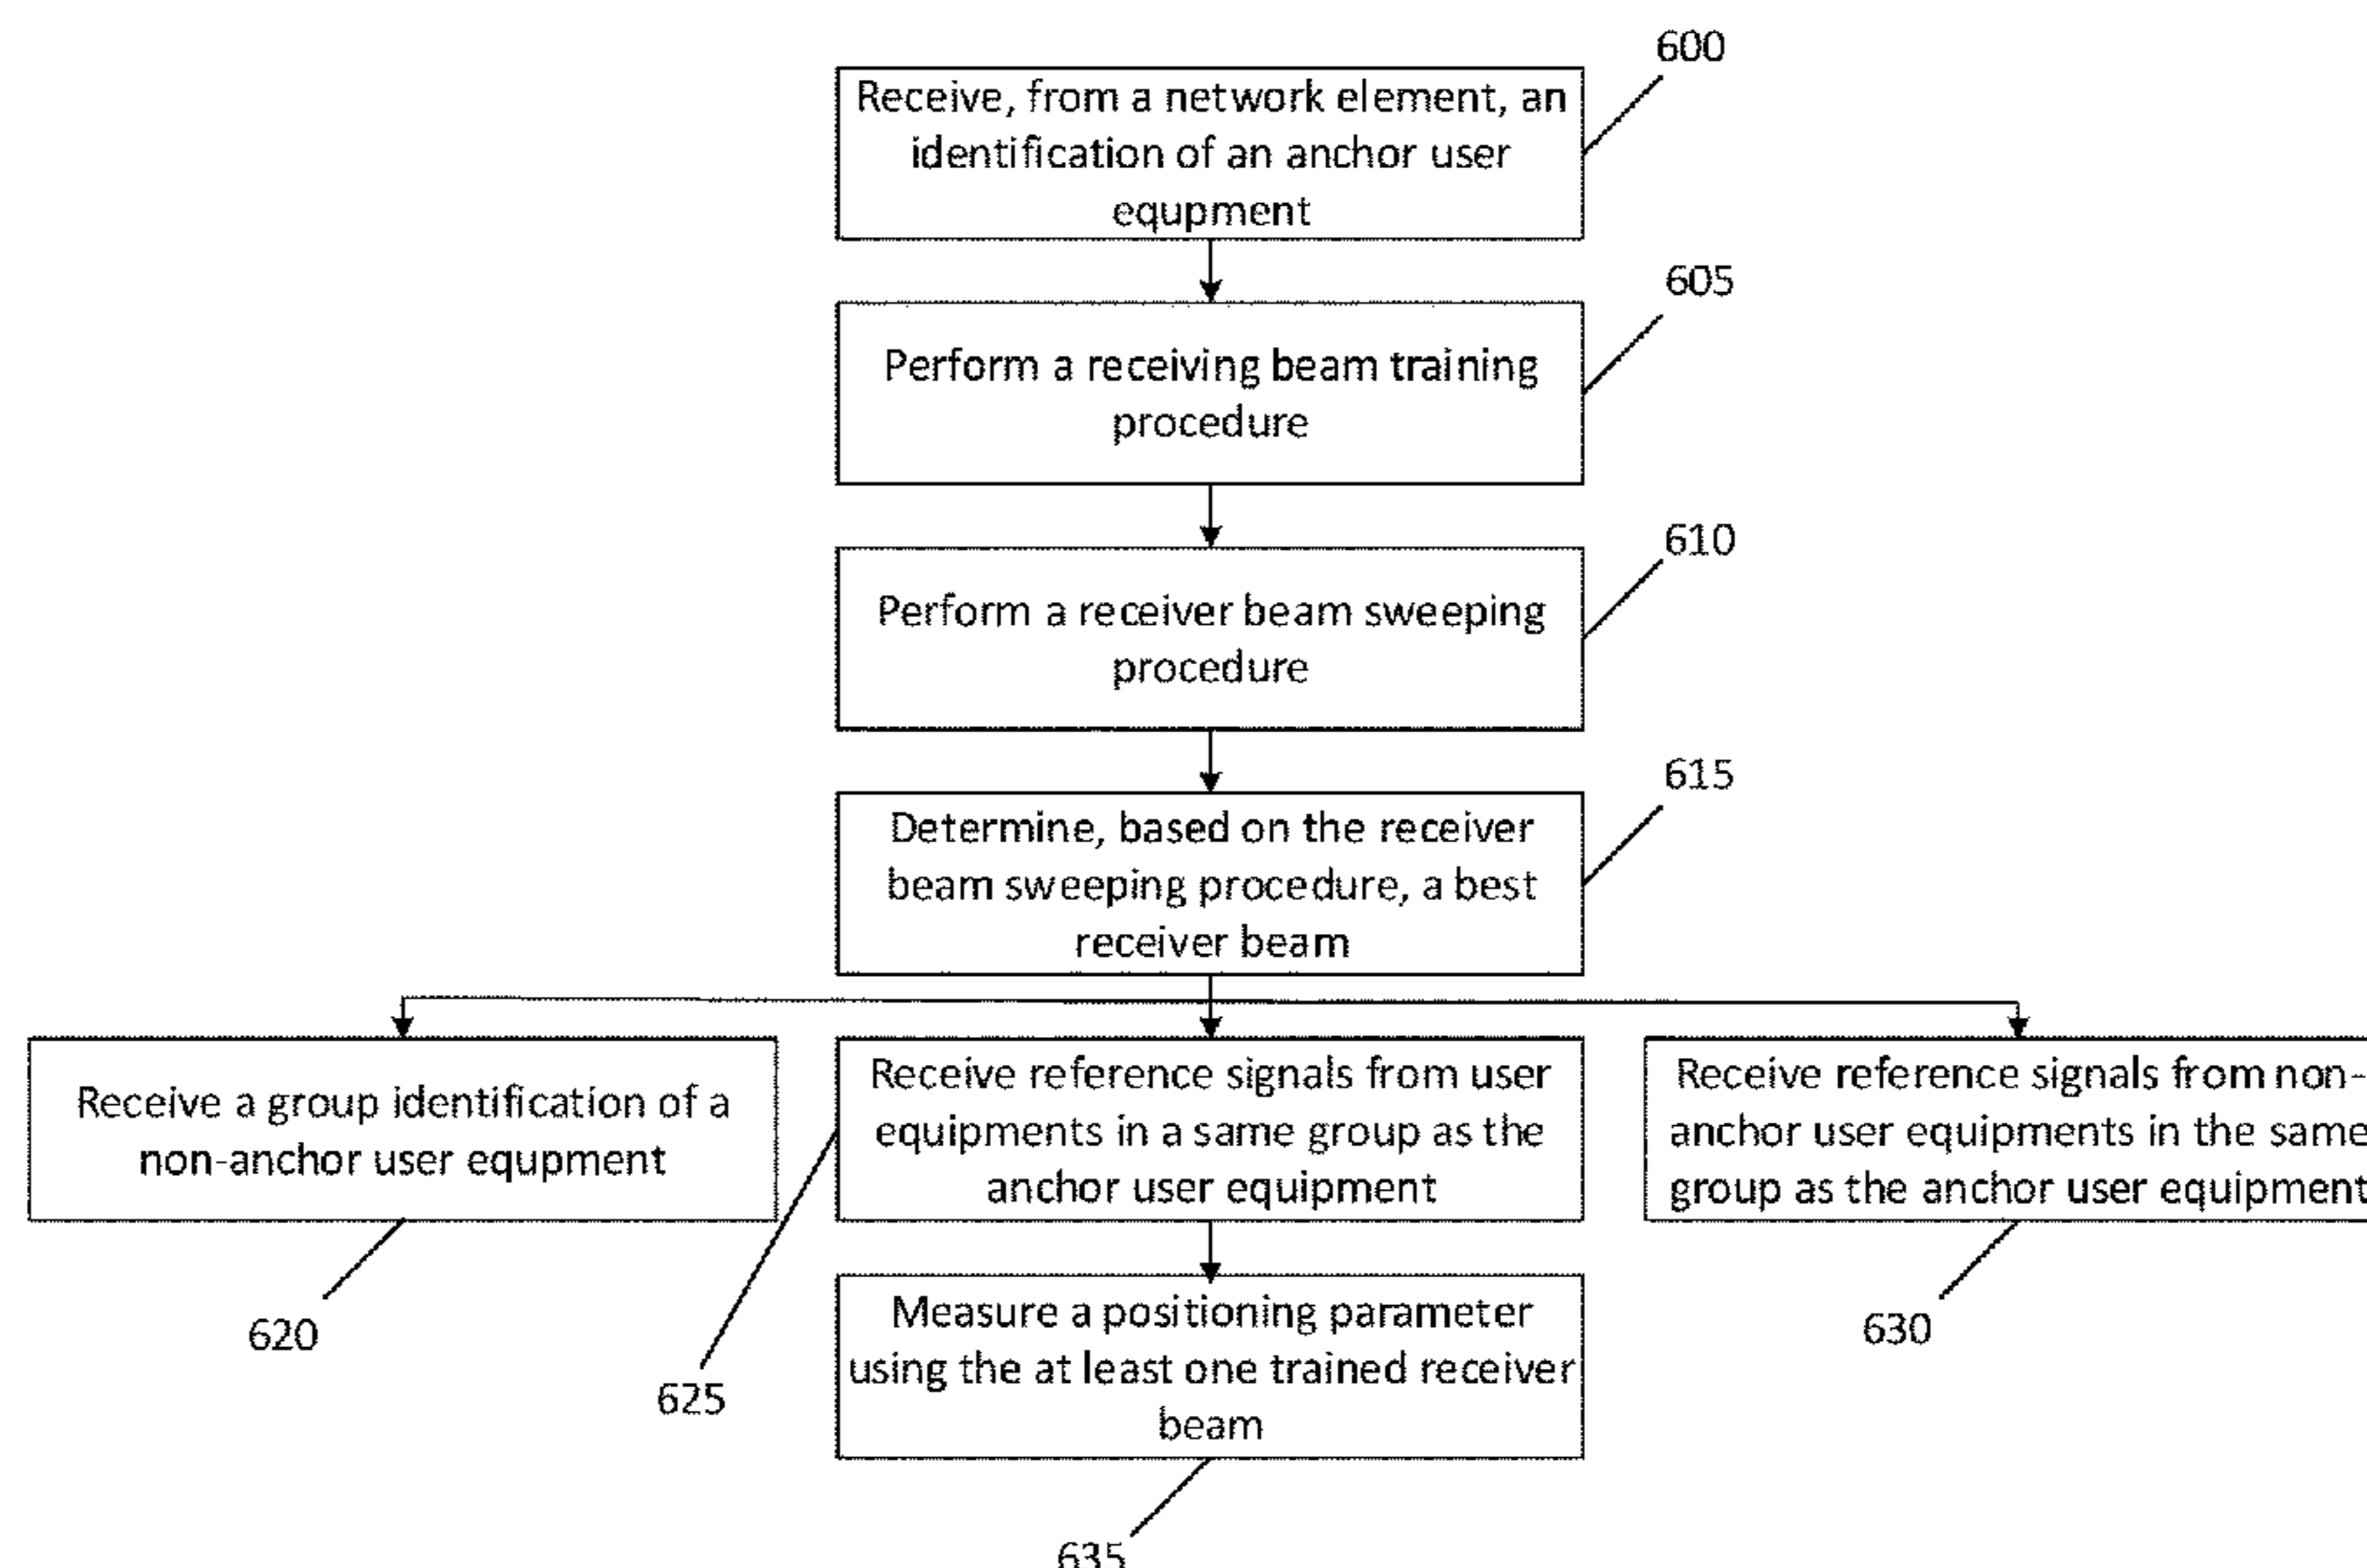 600
Receive, from a network element, an
identification of an anchor user
equpment
605
Perform a receiving beam training
procedure
610
Perform a receiver beam sweeping
procedure
615
Determine, based on the receiver
beam sweeping procedure, a best
receiver beam
Receive a group identification of a
non-anchor user equpment
620
Receive reference signals from user
equipments in a same group as the
anchor user equipment
625
Receive reference signals from non-
anchor user equipments in the same
group as the anchor user equipment
630
Measure a positioning parameter
using the at least one trained receiver
beam
635